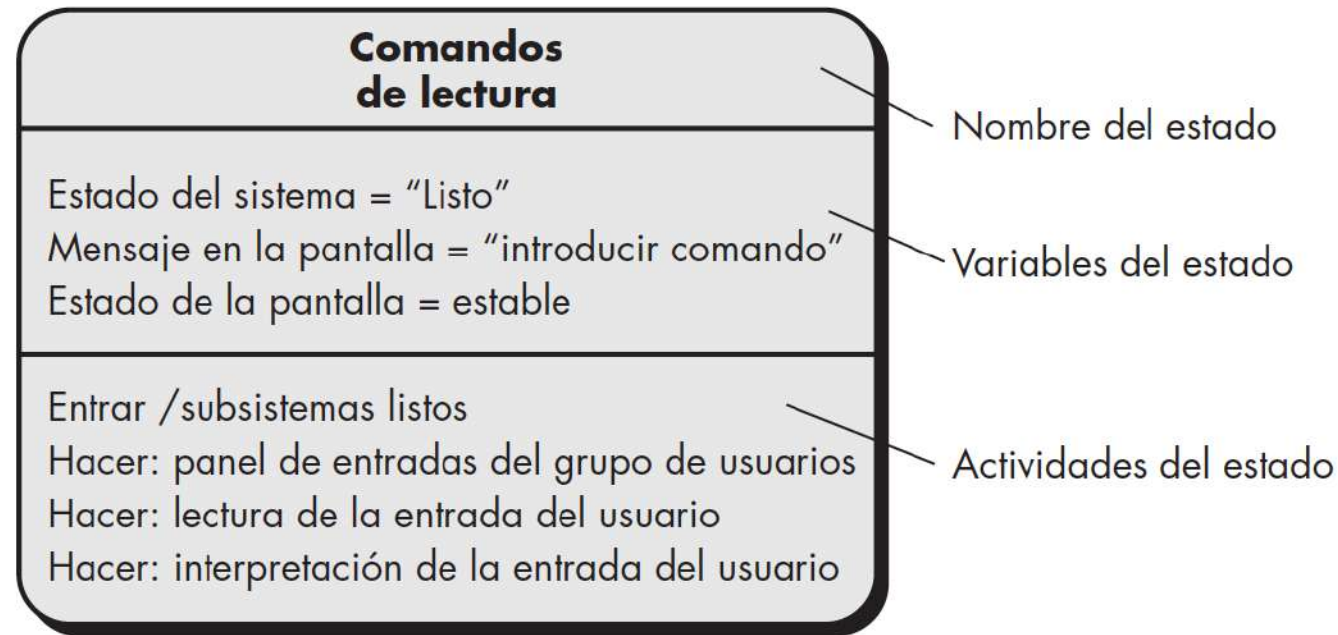 Comandos
de lectura
Nombre del estado
Estado del sistema = “Listo”
Mensaje en la pantalla = “introducir comando”
Estado de la pantalla = estable
Variables del estado
Entrar /subsistemas listos
Hacer: panel de entradas del grupo de usuarios
Hacer: lectura de la entrada del usuario
Hacer: interpretación de la entrada del usuario
Actividades del estado